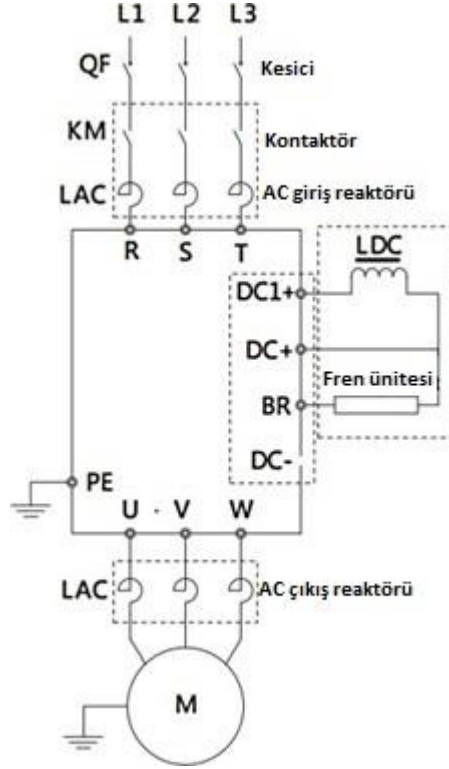 L1 L2 L3
QF Kesici
KM Kontaktör
LAC AC giriş reaktörü
R S T
LDC
DC1+
DC+
Fren ünitesi
BR
DC-
PE
U · V W
LAC AC çıkış reaktörü
M